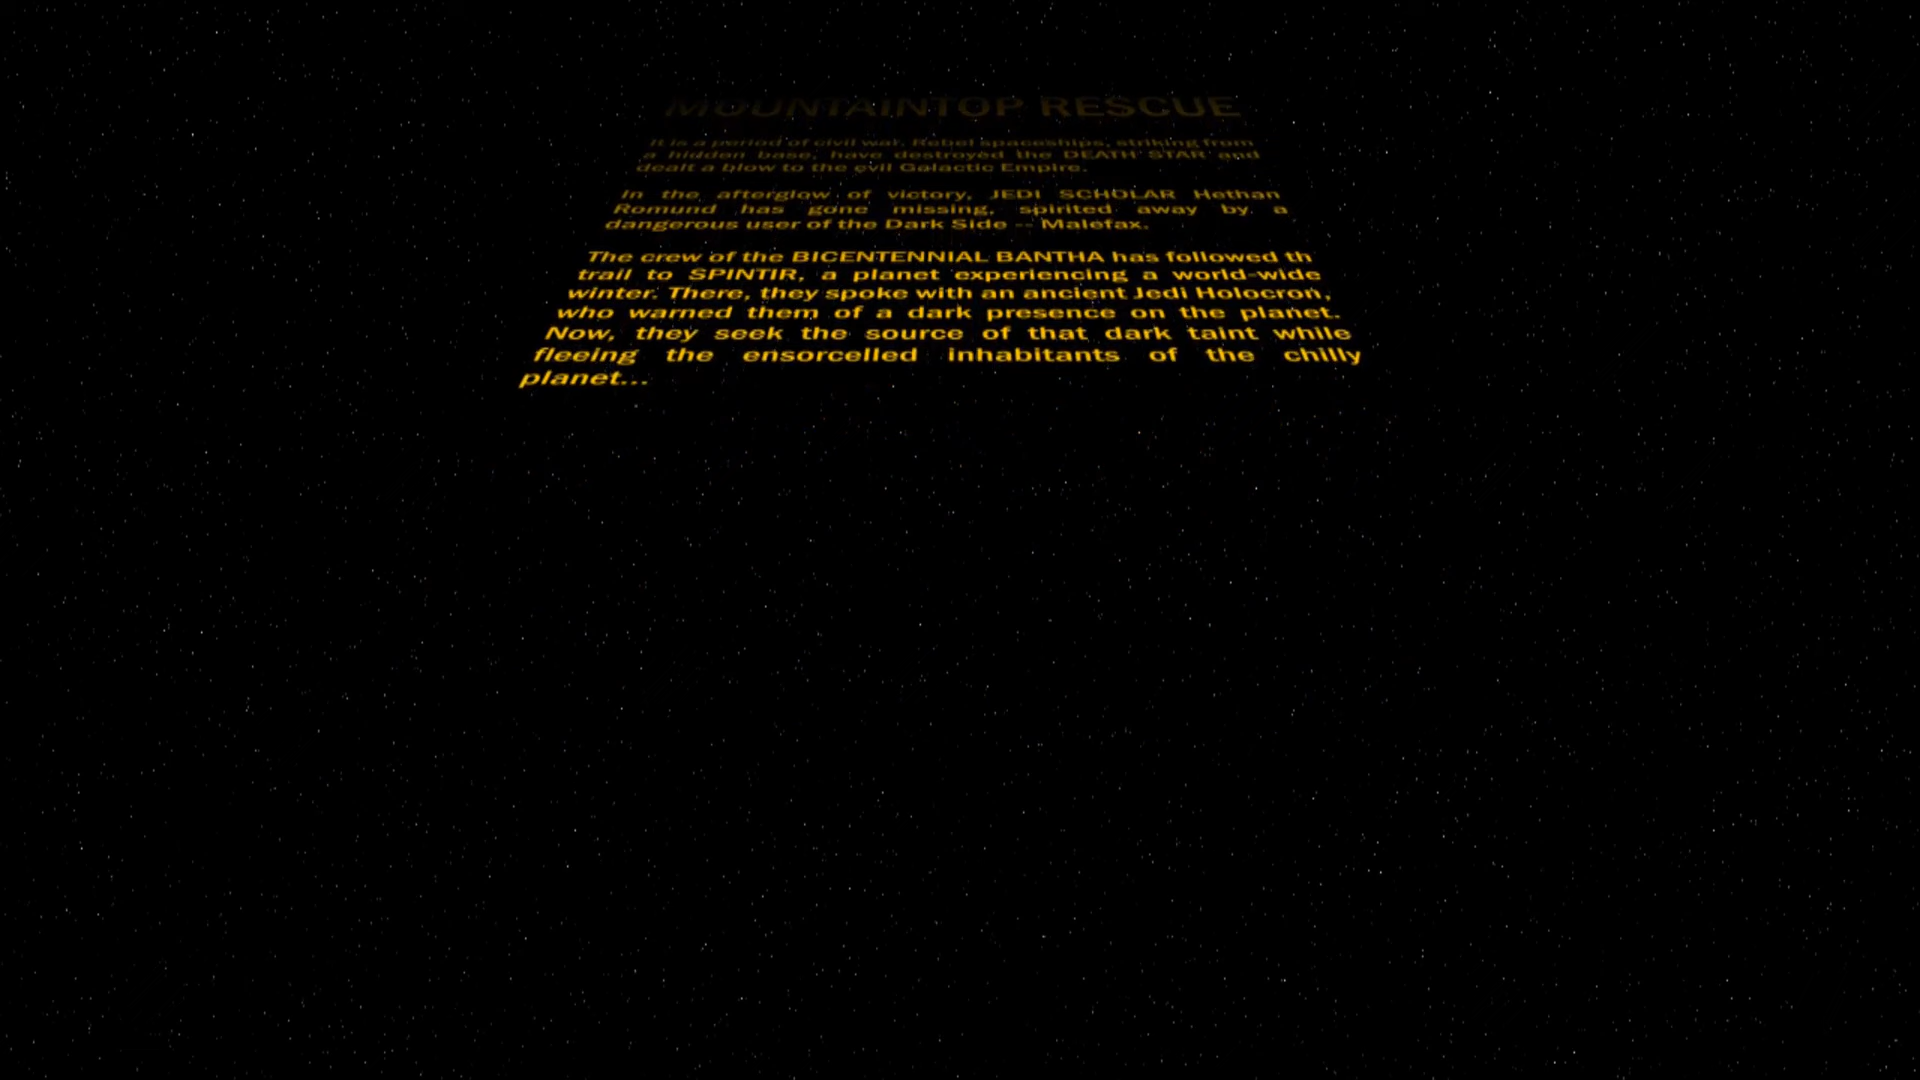 MOUNTAINTOP RESCUE
It is a period of civil war. Rebel spaceships, striking from
a hidden base, have destroyed the DEATH STAR and
dealt a blow to the evil Galactic Empire.
In the afterglow of victory, JEDI SCHOLAR Hethan
Romund has gone missing, spirited away by a
dangerous user of the Dark Side -- Malefax.
The crew of the BICENTENNIAL BANTHA has followed th
trail to SPINTIR, a planet experiencing a world-wide
winter. There, they spoke with an ancient Jedi Holocron,
who warned them of a dark presence on the planet.
Now, they seek the source of that dark taint while
fleeing the ensorcelled inhabitants of the chilly
planet...